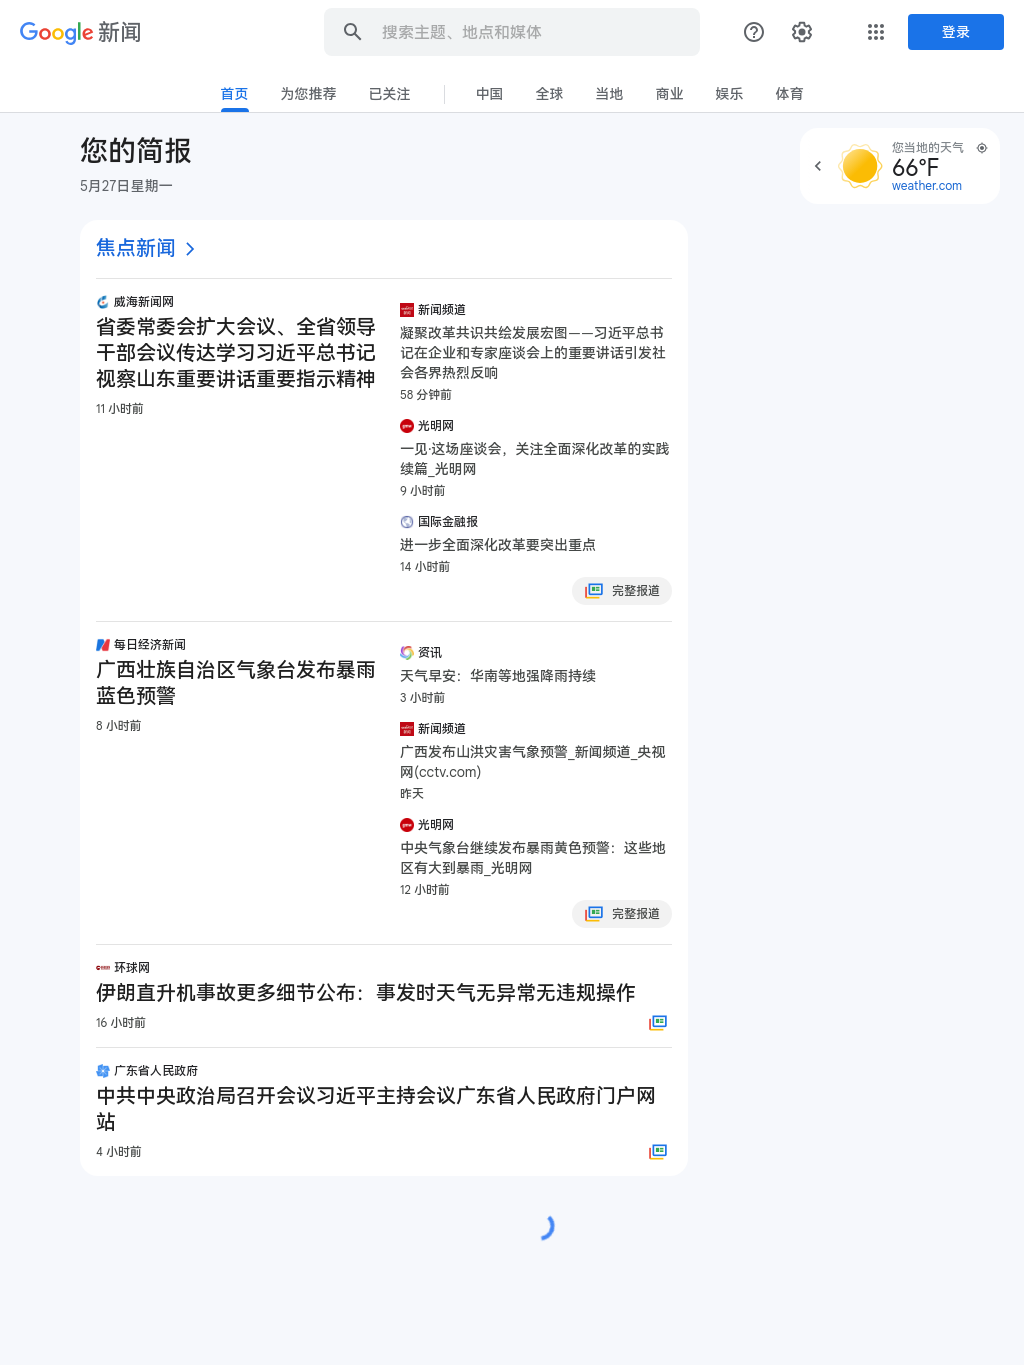 Google 新闻
搜索主题、地点和媒体
登录
首页
为您推荐
已关注
中国
全球
当地
商业
娱乐
体育
您的简报
5月27日星期一
您当地的天气
66°F
weather.com
焦点新闻
威海新闻网
省委常委会扩大会议、全省领导
干部会议传达学习习近平总书记
视察山东重要讲话重要指示精神
11 小时前
新闻频道
凝聚改革共识共绘发展宏图——习近平总书
记在企业和专家座谈会上的重要讲话引发社
会各界热烈反响
58 分钟前
光明网
一见·这场座谈会，关注全面深化改革的实践
续篇_光明网
9 小时前
国际金融报
进一步全面深化改革要突出重点
14 小时前
完整报道
每日经济新闻
广西壮族自治区气象台发布暴雨
蓝色预警
8 小时前
资讯
天气早安：华南等地强降雨持续
3 小时前
新闻频道
广西发布山洪灾害气象预警_新闻频道_央视
网(cctv.com)
昨天
光明网
中央气象台继续发布暴雨黄色预警：这些地
区有大到暴雨_光明网
12 小时前
完整报道
环球网
伊朗直升机事故更多细节公布：事发时天气无异常无违规操作
16 小时前
广东省人民政府
中共中央政治局召开会议习近平主持会议广东省人民政府门户网
站
4 小时前